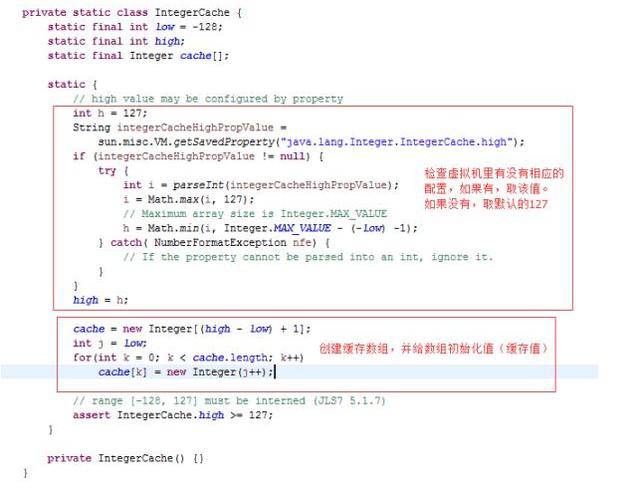 private static class IntegerCache {
static final int low = -128;
static final int high;
static final Integer cache[];
static {
// high value may be configured by property
int h = 127;
String integerCacheHighPropValue =
sun.misc.VM.getSavedProperty("java.lang.Integer.IntegerCache.high");
if (integerCacheHighPropValue != null) {
try {
int i = parseInt(integerCacheHighPropValue);
i = Math.max(i, 127);
// Maximum array size is Integer.MAX_VALUE
h = Math.min(i, Integer.MAX_VALUE - (-low) -1);
} catch( NumberFormatException nfe) {
// If the property cannot be parsed into an int, ignore it.
}
}
high = h;
检查虚拟机里有没有相应的
配置，如果有，取该值。
如果没有，取默认的127
cache = new Integer[(high - low) + 1];
int j = low;
for(int k = 0; k < cache.length; k++)
cache[k] = new Integer(j++);
创建缓存数组，并给数组初始化值（缓存值）
// range [-128, 127] must be interned (JLS7 5.1.7)
assert IntegerCache.high >= 127;
}
private IntegerCache() {}
}